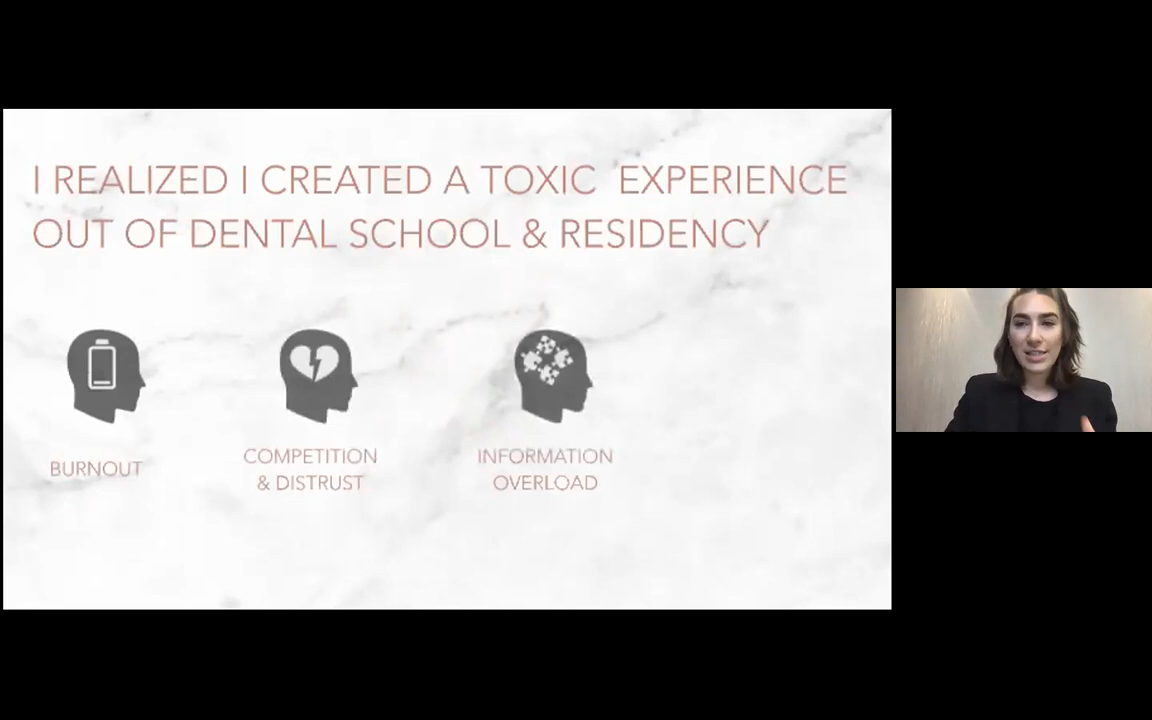 I REALIZED I CREATED A TOXIC EXPERIENCE
OUT OF DENTAL SCHOOL & RESIDENCY
BURNOUT
COMPETITION
& DISTRUST
INFORMATION
OVERLOAD